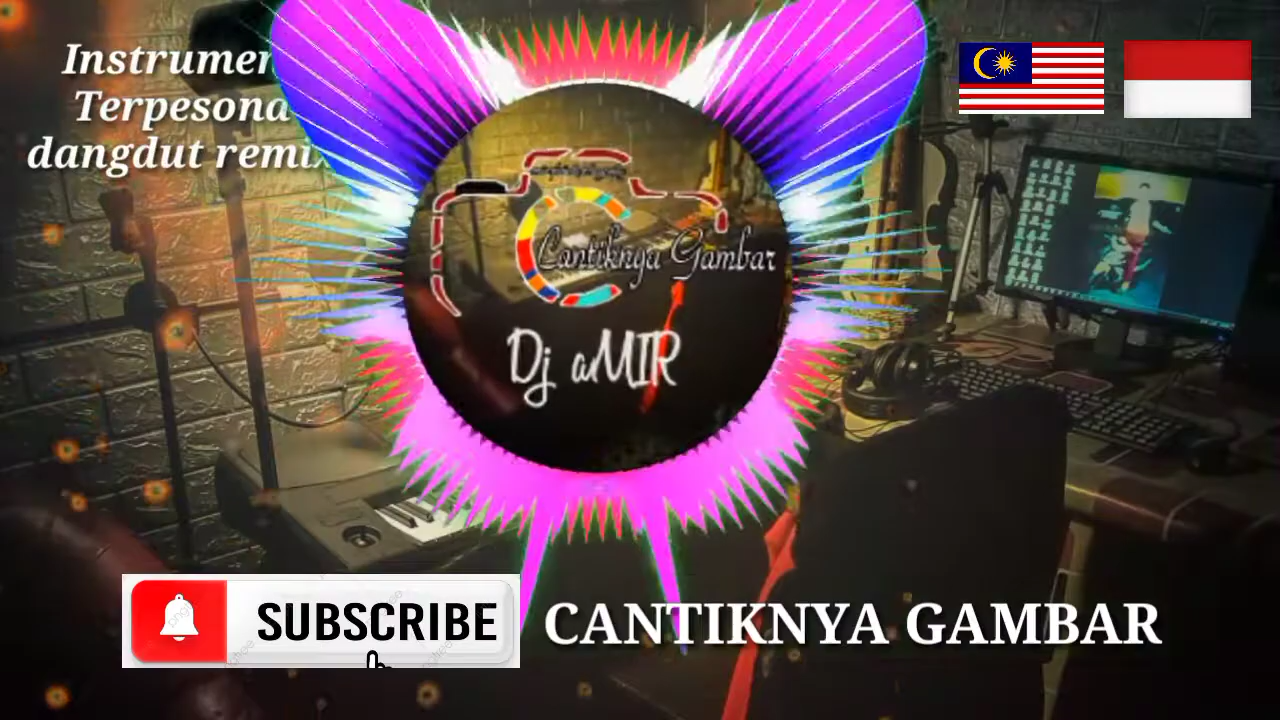 Instrumen
Terpesona
dangdut remix
Cantiknya Gambar
Dj aMIR
SUBSCRIBE
CANTIKNYA GAMBAR